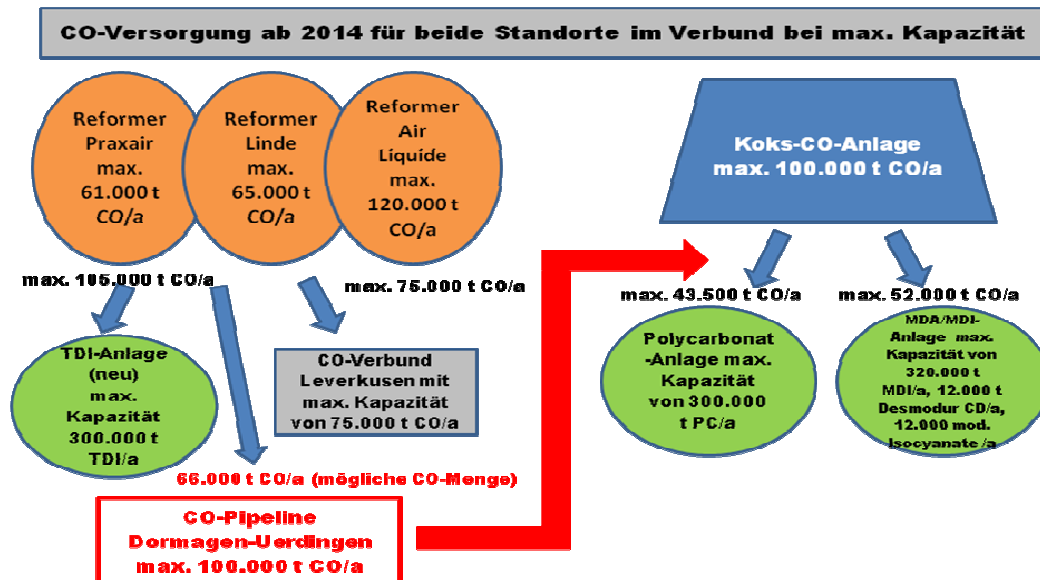 CO-Versorgung ab 2014 für beide Standorte im Verbund bei max. Kapazität
Reformer
Praxair
max.
61.000 t
CO/a
Reformer
Linde
max.
65.000 t
CO/a
Reformer
Air
Liquide
max.
120.000 t
CO/a
Koks-CO-Anlage
max. 100.000 t CO/a
max. 105.000 t CO/a
max. 75.000 t CO/a
max. 43.500 t CO/a
max. 52.000 t CO/a
TDI-Anlage
(neu)
max.
Kapazität
300.000 t
TDI/a
CO-Verbund
Leverkusen mit
max. Kapazität
von 75.000 t CO/a
Polycarbonat
-Anlage max.
Kapazität
von 300.000
t PC/a
MDA/MDI-
Anlage max.
Kapazität von
320.000 t
MDI/a, 12.000 t
Desmodur CD/a,
12.000 mod.
Isocyanate /a
66.000 t CO/a (mögliche CO-Menge)
CO-Pipeline
Dormagen-Uerdingen
max. 100.000 t CO/a